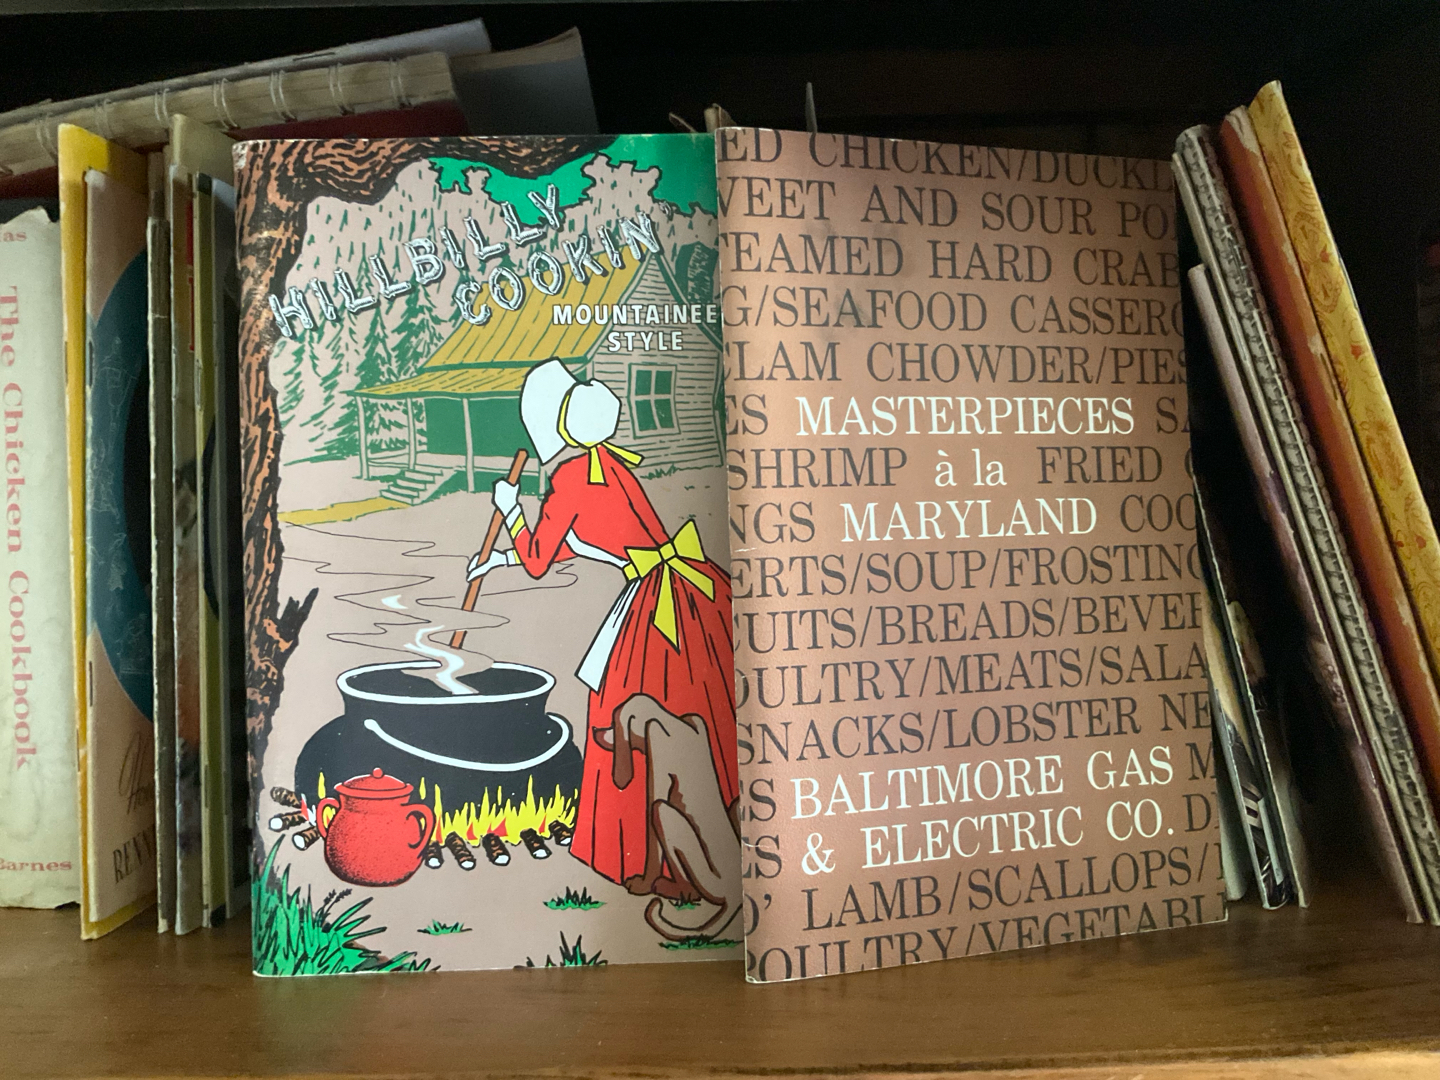 The Chicken Cookbook
Barnes
HILLBILLY
COOKIN'
MOUNTAINEE
STYLE
ED CHICKEN/DUCKL
WEET AND SOUR PO
TEAMED HARD CRAB
G/SEAFOOD CASSERO
CLAM CHOWDER/PIES
ES MASTERPIECES SA
SHRIMP à la FRIED C
NGS MARYLAND COO
ERTS/SOUP/FROSTING
CUITS/BREADS/BEVER
OULTRY/MEATS/SALA
SNACKS/LOBSTER NE
ES BALTIMORE GAS M
ES & ELECTRIC CO. D
O' LAMB/SCALLOPS/
POULTRY/VEGETABL